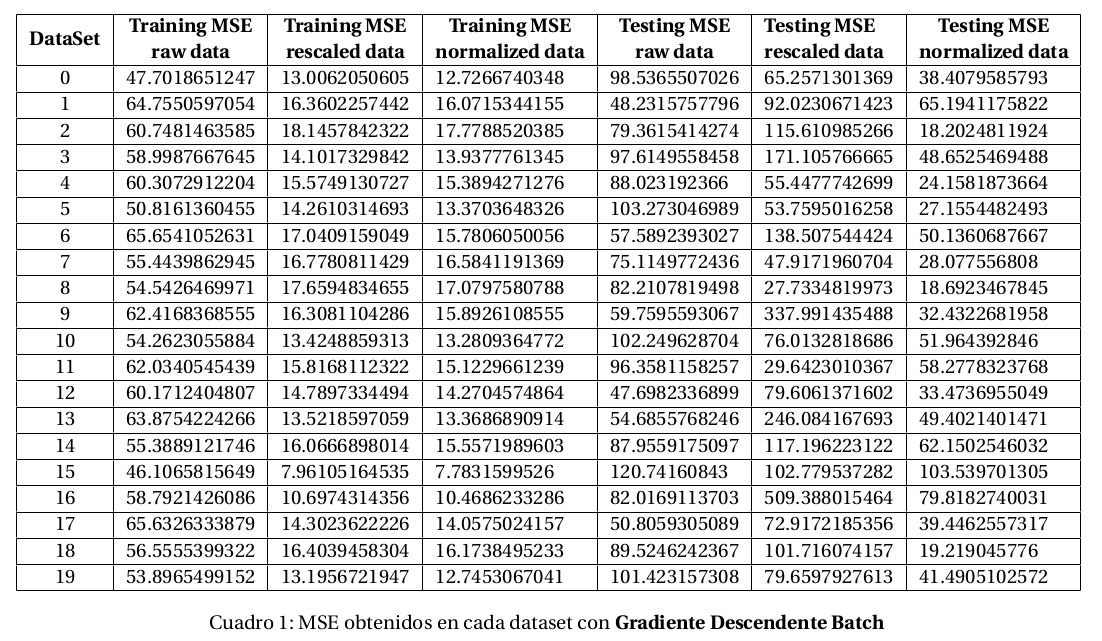 DataSet Training MSE raw data Training MSE rescaled data Training MSE normalized data Testing MSE raw data Testing MSE rescaled data Testing MSE normalized data
0 47.7018651247 13.0062050605 12.7266740348 98.5365507026 65.2571301369 38.4079585793
1 64.7550597054 16.3602257442 16.0715344155 48.2315757796 92.0230671423 65.1941175822
2 60.7481463585 18.1457842322 17.7788520385 79.3615414274 115.610985266 18.2024811924
3 58.9987667645 14.1017329842 13.9377761345 97.6149558458 171.105766665 48.6525469488
4 60.3072912204 15.5749130727 15.3894271276 88.023192366 55.4477742699 24.1581873664
5 50.8161360455 14.2610314693 13.3703648326 103.273046989 53.7595016258 27.1554482493
6 65.6541052631 17.0409159049 15.7806050056 57.5892393027 138.507544424 50.1360687667
7 55.4439862945 16.7780811429 16.5841191369 75.1149772436 47.9171960704 28.077556808
8 54.5426469971 17.6594834655 17.0797580788 82.2107819498 27.7334819973 18.6923467845
9 62.4168368555 16.3081104286 15.8926108555 59.7595593067 337.991435488 32.4322681958
10 54.2623055884 13.4248859313 13.2809364772 102.249628704 76.0132818686 51.964392846
11 62.0340545439 15.8168112322 15.1229661239 96.3581158257 29.6423010367 58.2778323768
12 60.1712404807 14.7897334494 14.2704574864 47.6982336899 79.6061371602 33.4736955049
13 63.8754224266 13.5218597059 13.3686890914 54.6855768246 246.084167693 49.4021401471
14 55.3889121746 16.0666898014 15.5571989603 87.9559175097 117.196223122 62.1502546032
15 46.1065815649 7.96105164535 7.7831599526 120.74160843 102.779537282 103.539701305
16 58.7921426086 10.6974314356 10.4686233286 82.0169113703 509.388015464 79.8182740031
17 65.6326333879 14.3023622226 14.0575024157 50.8059305089 72.9172185356 39.4462557317
18 56.5555399322 16.4039458304 16.1738495233 89.5246242367 101.716074157 19.219045776
19 53.8965499152 13.1956721947 12.7453067041 101.423157308 79.6597927613 41.4905102572
Cuadro 1: MSE obtenidos en cada dataset con Gradiente Descendente Batch